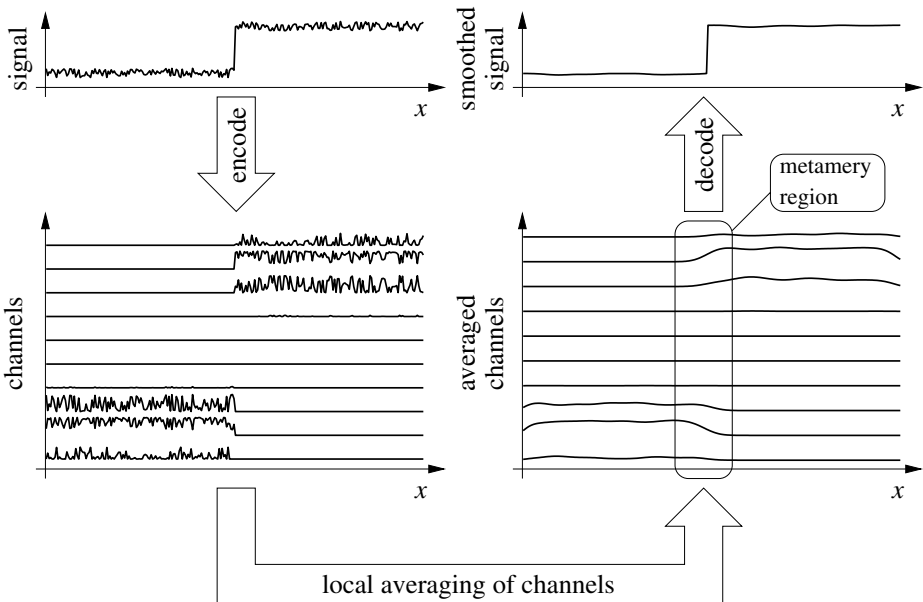 signal
x
smoothed
signal
x
encode
decode
metamery
region
channels
x
averaged
channels
x
local averaging of channels